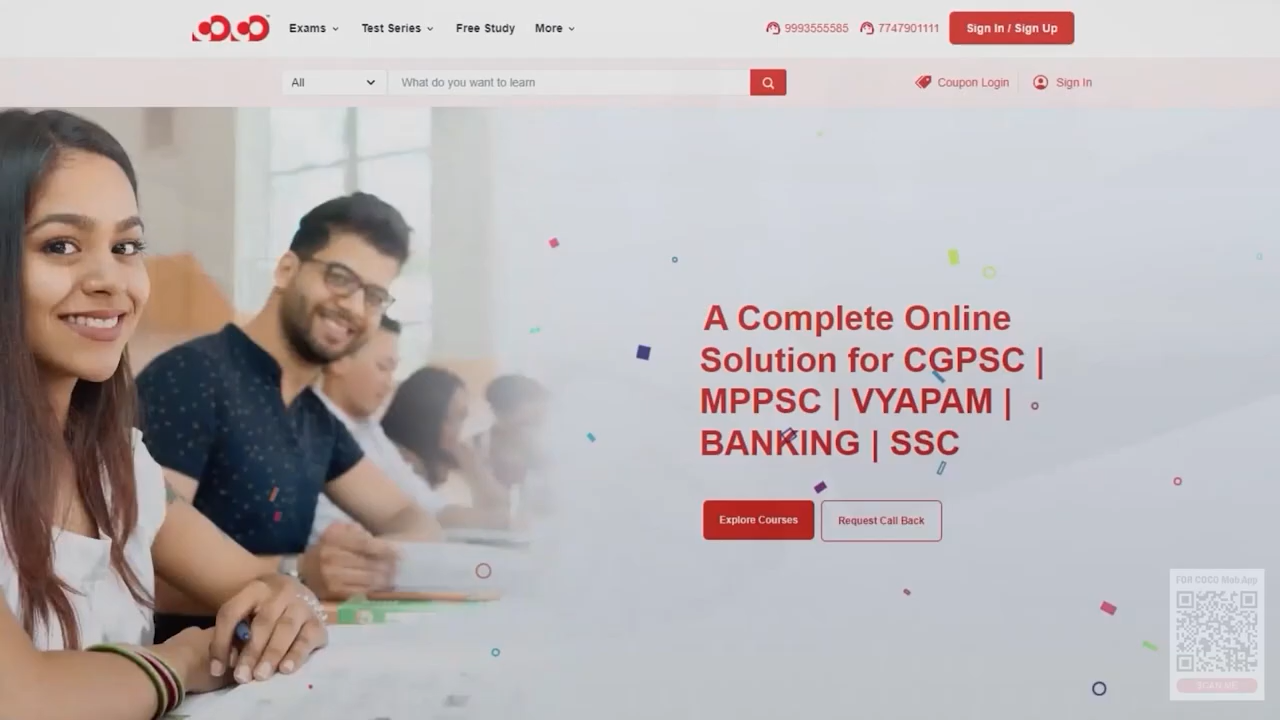 COCO
Exams
Test Series
Free Study
More
9993555585
7747901111
Sign In / Sign Up
All
What do you want to learn
Coupon Login
Sign In
A Complete Online
Solution for CGPSC |
MPPSC | VYAPAM |
BANKING | SSC
Explore Courses
Request Call Back
FOR COCO Mob App
SCAN ME